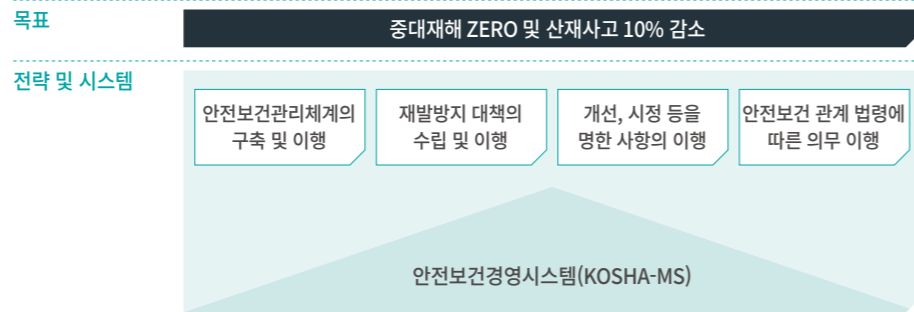 목표
중대재해 ZERO 및 산재사고 10% 감소
전략 및 시스템
안전보건관리체계의
구축 및 이행
재발방지 대책의
수립 및 이행
개선, 시정 등을
명한 사항의 이행
안전보건 관계 법령에
따른 의무 이행
안전보건경영시스템(KOSHA-MS)